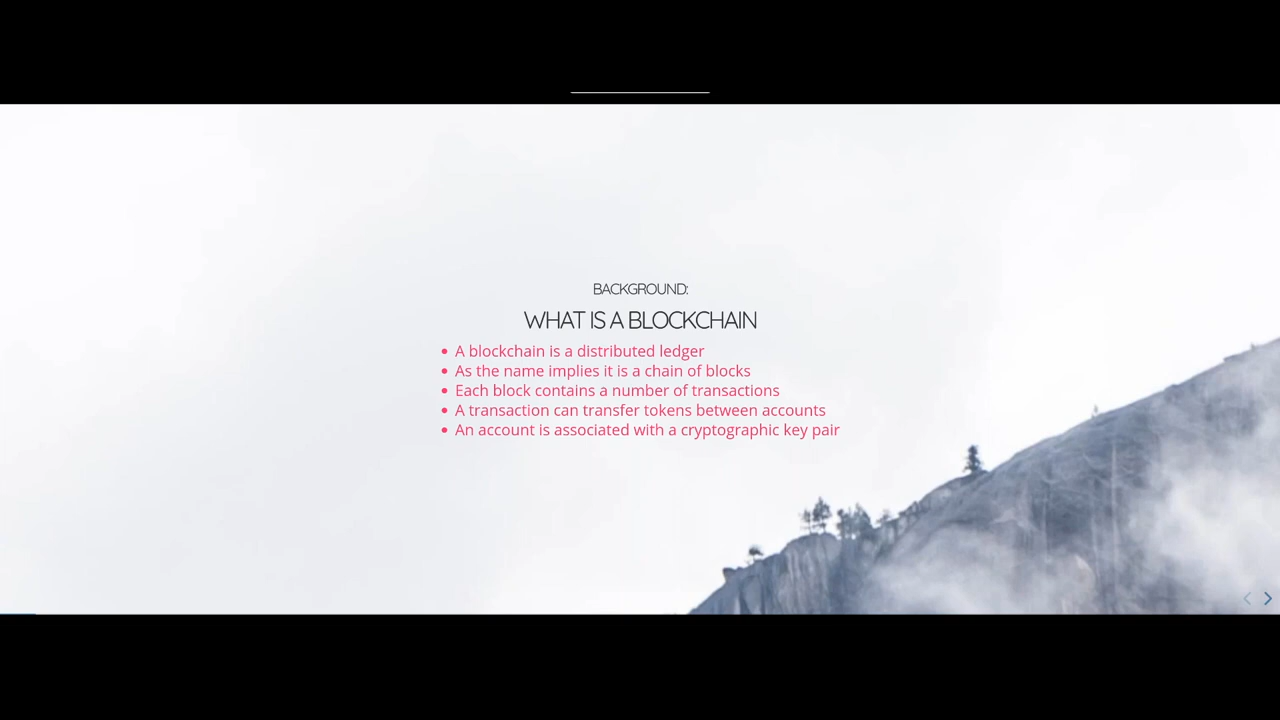 BACKGROUND:
WHAT IS A BLOCKCHAIN
• A blockchain is a distributed ledger
• As the name implies it is a chain of blocks
• Each block contains a number of transactions
• A transaction can transfer tokens between accounts
• An account is associated with a cryptographic key pair